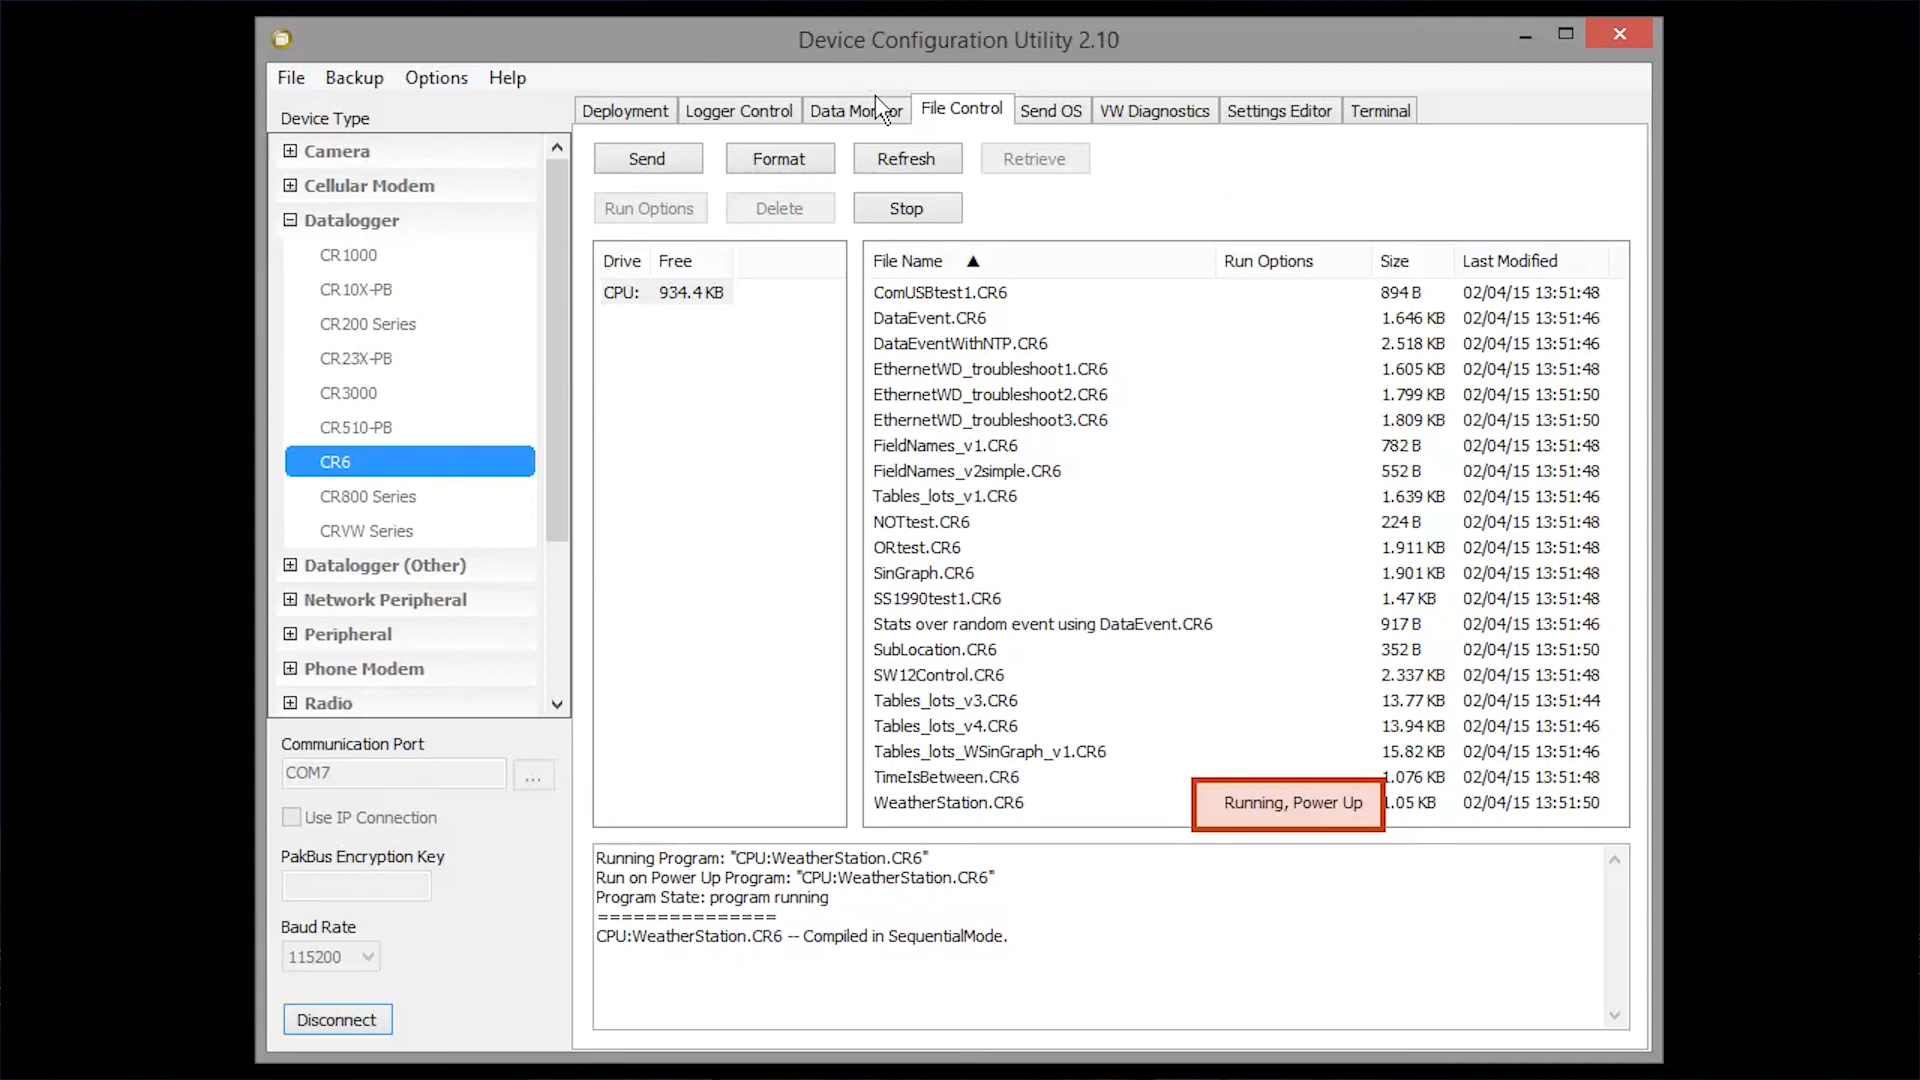 Device Configuration Utility 2.10
File Backup Options Help
Device Type
Camera
Cellular Modem
Datalogger
CR1000
CR10X-PB
CR200 Series
CR23X-PB
CR3000
CR510-PB
CR6
CR800 Series
CRVW Series
Datalogger (Other)
Network Peripheral
Peripheral
Phone Modem
Radio
Communication Port
COM7
...
Use IP Connection
PakBus Encryption Key
Baud Rate
115200
Disconnect
Deployment Logger Control Data Monitor File Control Send OS VW Diagnostics Settings Editor Terminal
Send Format Refresh Retrieve
Run Options Delete Stop
Drive Free
CPU: 934.4 KB
File Name ▲ Run Options Size Last Modified
ComUSBtest1.CR6 894 B 02/04/15 13:51:48
DataEvent.CR6 1.646 KB 02/04/15 13:51:46
DataEventWithNTP.CR6 2.518 KB 02/04/15 13:51:46
EthernetWD_troubleshoot1.CR6 1.605 KB 02/04/15 13:51:48
EthernetWD_troubleshoot2.CR6 1.799 KB 02/04/15 13:51:50
EthernetWD_troubleshoot3.CR6 1.809 KB 02/04/15 13:51:50
FieldNames_v1.CR6 782 B 02/04/15 13:51:48
FieldNames_v2simple.CR6 552 B 02/04/15 13:51:48
Tables_lots_v1.CR6 1.639 KB 02/04/15 13:51:46
NOTtest.CR6 224 B 02/04/15 13:51:48
ORtest.CR6 1.911 KB 02/04/15 13:51:48
SinGraph.CR6 1.901 KB 02/04/15 13:51:48
SS1990test1.CR6 1.47 KB 02/04/15 13:51:48
Stats over random event using DataEvent.CR6 917 B 02/04/15 13:51:46
SubLocation.CR6 352 B 02/04/15 13:51:50
SW12Control.CR6 2.337 KB 02/04/15 13:51:48
Tables_lots_v3.CR6 13.77 KB 02/04/15 13:51:44
Tables_lots_v4.CR6 13.94 KB 02/04/15 13:51:46
Tables_lots_WSinGraph_v1.CR6 15.82 KB 02/04/15 13:51:46
TimeIsBetween.CR6 1.076 KB 02/04/15 13:51:48
WeatherStation.CR6 Running, Power Up 1.05 KB 02/04/15 13:51:50
Running Program: "CPU:WeatherStation.CR6"
Run on Power Up Program: "CPU:WeatherStation.CR6"
Program State: program running
===============
CPU:WeatherStation.CR6 -- Compiled in SequentialMode.